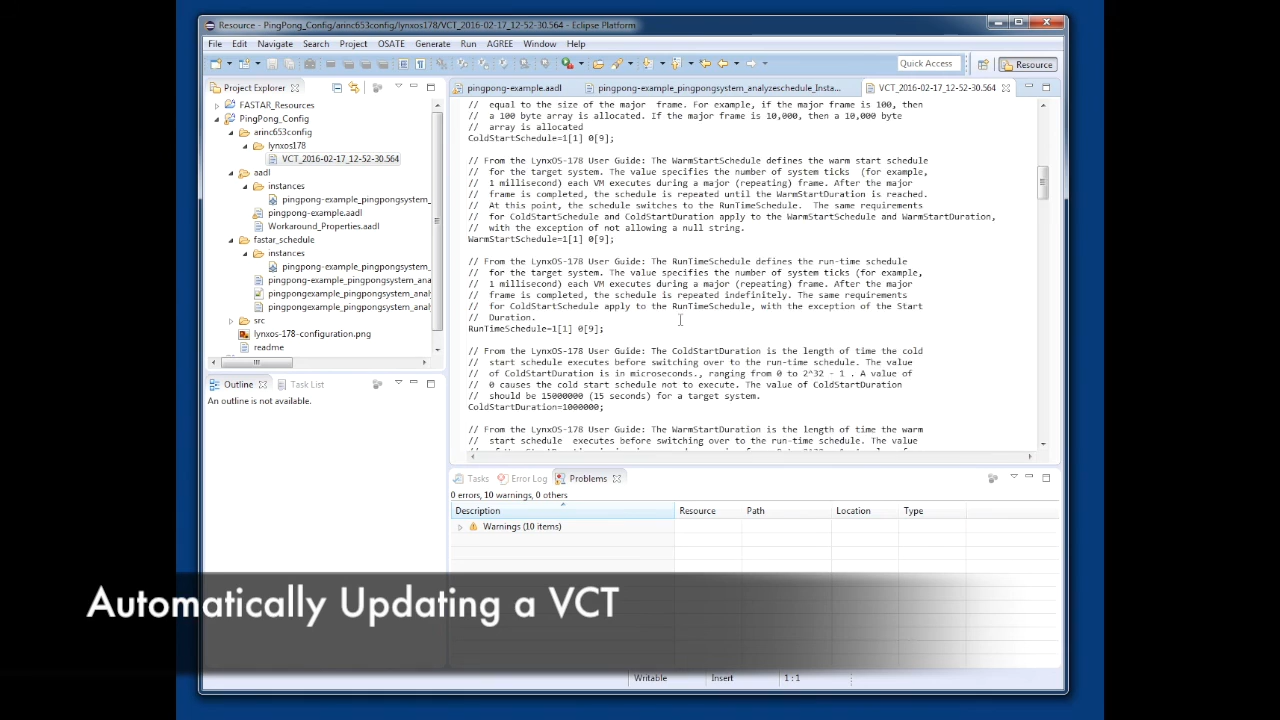 Resource - PingPong_Config/arinc653config/lynxos178/VCT_2016-02-17_12-52-30.564 - Eclipse Platform
File Edit Navigate Search Project OSATE Generate Run AGREE Window Help
Quick Access
Resource
Project Explorer
FASTAR_Resources
PingPong_Config
arinc653config
lynxos178
VCT_2016-02-17_12-52-30.564
aadl
instances
pingpong-example_pingpongsystem_
pingpong-example.aadl
Workaround_Properties.aadl
fastar_schedule
instances
pingpong-example_pingpongsystem_
pingpong-example_pingpongsystem_ana
pingpongexample_pingpongsystem_analy
pingpongexample_pingpongsystem_analy
src
lynxos-178-configuration.png
readme
Outline Task List
An outline is not available.
pingpong-example.aadl pingpong-example_pingpongsystem_analyzeschedule_Insta... VCT_2016-02-17_12-52-30.564
// equal to the size of the major frame. For example, if the major frame is 100, then
// a 100 byte array is allocated. If the major frame is 10,000, then a 10,000 byte
// array is allocated
ColdStartSchedule=1[1] 0[9];
// From the LynxOS-178 User Guide: The WarmStartSchedule defines the warm start schedule
// for the target system. The value specifies the number of system ticks (for example,
// 1 millisecond) each VM executes during a major (repeating) frame. After the major
// frame is completed, the schedule is repeated until the WarmStartDuration is reached.
// At this point, the schedule switches to the RunTimeSchedule. The same requirements
// for ColdStartSchedule and ColdStartDuration apply to the WarmStartSchedule and WarmStartDuration,
// with the exception of not allowing a null string.
WarmStartSchedule=1[1] 0[9];
// From the LynxOS-178 User Guide: The RunTimeSchedule defines the run-time schedule
// for the target system. The value specifies the number of system ticks (for example,
// 1 millisecond) each VM executes during a major (repeating) frame. After the major
// frame is completed, the schedule is repeated indefinitely. The same requirements
// for ColdStartSchedule apply to the RunTimeSchedule, with the exception of the Start
// Duration.
RunTimeSchedule=1[1] 0[9];
// From the LynxOS-178 User Guide: The ColdStartDuration is the length of time the cold
// start schedule executes before switching over to the run-time schedule. The value
// of ColdStartDuration is in microseconds., ranging from 0 to 2^32 - 1 . A value of
// 0 causes the cold start schedule not to execute. The value of ColdStartDuration
// should be 15000000 (15 seconds) for a target system.
ColdStartDuration=1000000;
// From the LynxOS-178 User Guide: The WarmStartDuration is the length of time the warm
// start schedule executes before switching over to the run-time schedule. The value
Tasks Error Log Problems
0 errors, 10 warnings, 0 others
Description Resource Path Location Type
Warnings (10 items)
Automatically Updating a VCT
Writable Insert 1 : 1